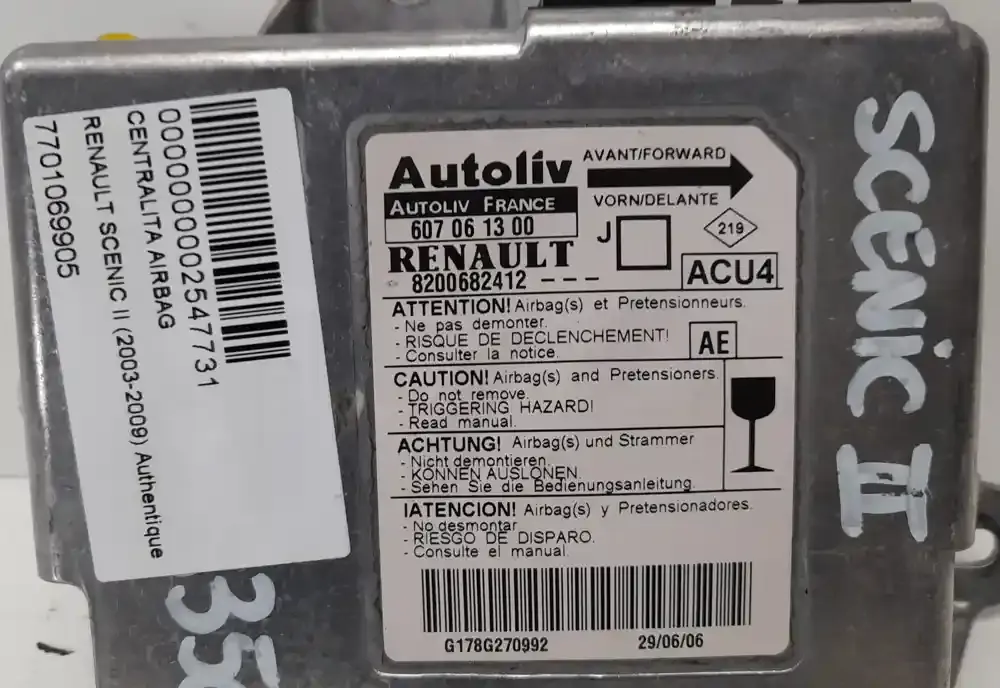 Autoliv
AUTOLIV FRANCE
607 06 13 00
RENAULT
8200682412 - - -
AVANT/FORWARD
VORN/DELANTE
J
219
ACU4
ATTENTION! Airbag(s) et Pretensionneurs.
- Ne pas demonter.
- RISQUE DE DECLENCHEMENT!
- Consulter la notice.
AE
CAUTION! Airbag(s) and Pretensioners.
- Do not remove.
- TRIGGERING HAZARD!
- Read manual.
ACHTUNG! Airbag(s) und Strammer
- Nicht demontieren.
- KONNEN AUSLONEN.
- Sehen Sie die Bedienungsanleitung.
IATENCION! Airbag(s) y Pretensionadores.
- No desmontar
- RIESGO DE DISPARO.
- Consulte el manual.
G178G270992 29/06/06
0000000002547731
CENTRALITA AIRBAG
RENAULT SCENIC II (2003-2009) Authentique
7701069905
SCENIC II